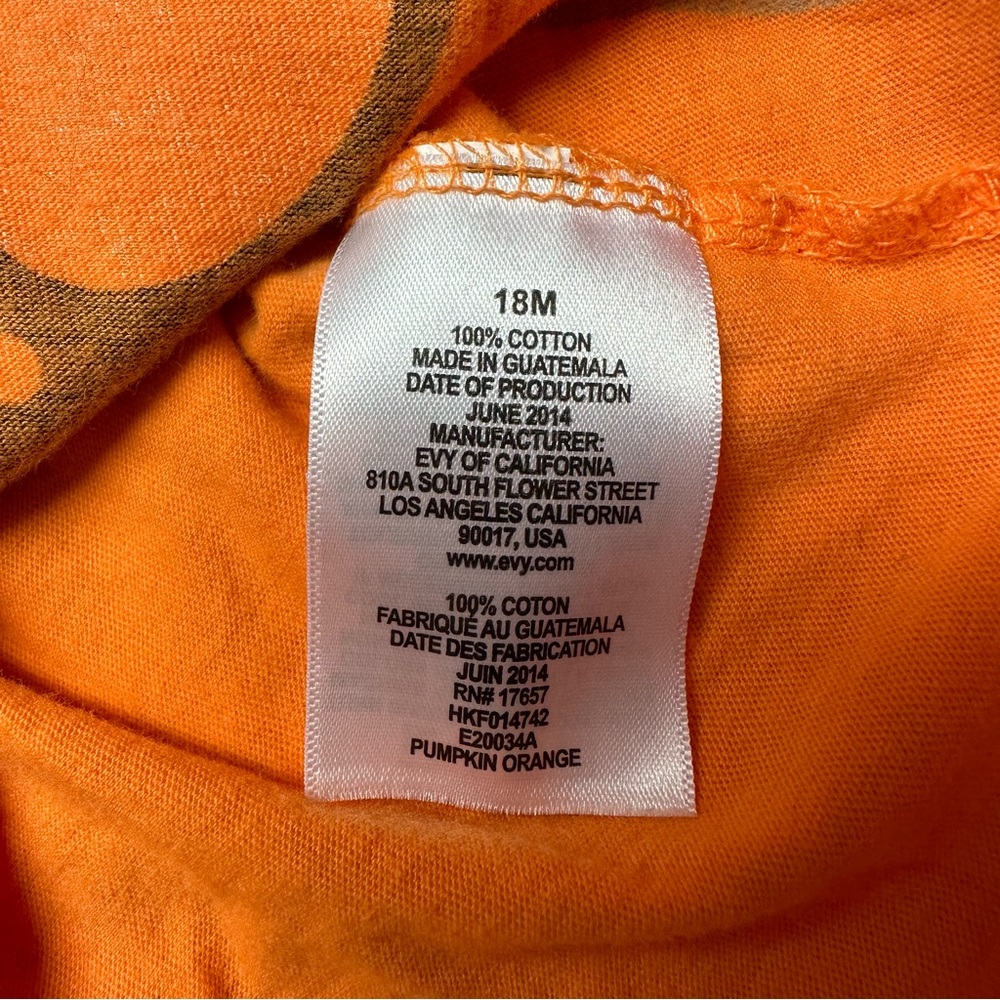 18M
100% COTTON
MADE IN GUATEMALA
DATE OF PRODUCTION
JUNE 2014
MANUFACTURER:
EVY OF CALIFORNIA
810A SOUTH FLOWER STREET
LOS ANGELES CALIFORNIA
90017, USA
www.evy.com
100% COTON
FABRIQUÉ AU GUATEMALA
DATE DES FABRICATION
JUIN 2014
RN# 17657
HKF014742
E20034A
PUMPKIN ORANGE